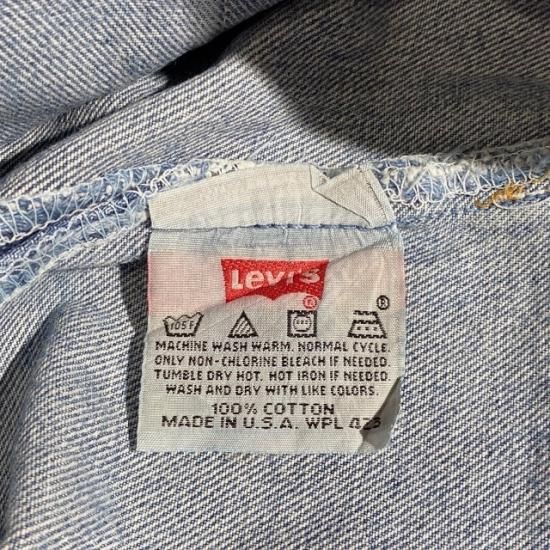 Levi's
®
105F ®
MACHINE WASH WARM. NORMAL CYCLE.
ONLY NON-CHLORINE BLEACH IF NEEDED.
TUMBLE DRY HOT. HOT IRON IF NEEDED.
WASH AND DRY WITH LIKE COLORS.
100% COTTON
MADE IN U.S.A. WPL 423